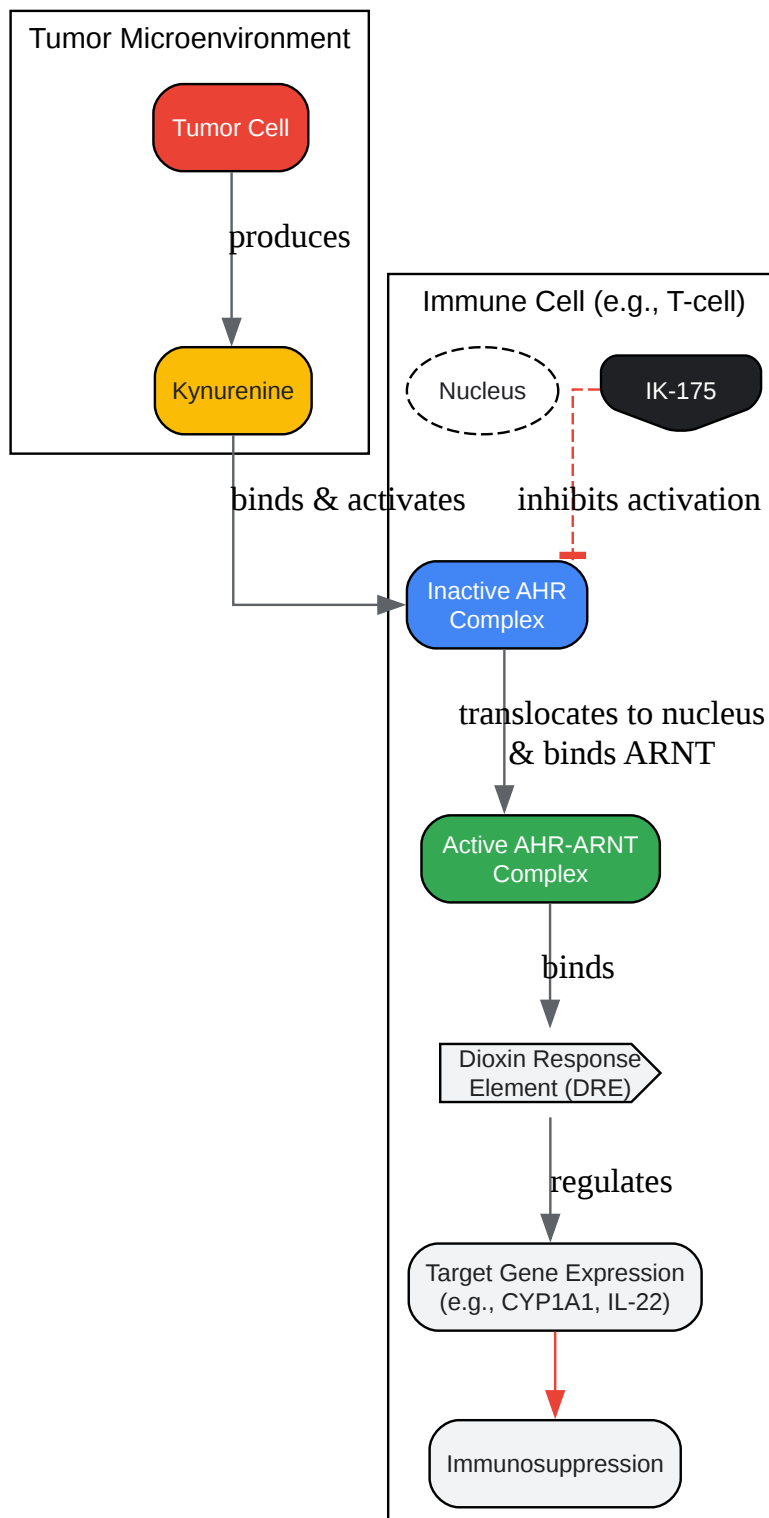 Tumor Microenvironment
Tumor Cell
produces
Kynurenine
binds & activates
Immune Cell (e.g., T-cell)
Nucleus
IK-175
inhibits activation
Inactive AHR
Complex
translocates to nucleus
& binds ARNT
Active AHR-ARNT
Complex
binds
Dioxin Response
Element (DRE)
regulates
Target Gene Expression
(e.g., CYP1A1, IL-22)
Immunosuppression